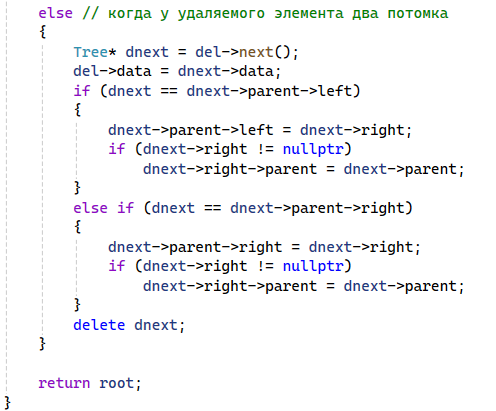 else // когда у удаляемого элемента два потомка
{
Tree* dnext = del->next();
del->data = dnext->data;
if (dnext == dnext->parent->left)
{
dnext->parent->left = dnext->right;
if (dnext->right != nullptr)
dnext->right->parent = dnext->parent;
}
else if (dnext == dnext->parent->right)
{
dnext->parent->right = dnext->right;
if (dnext->right != nullptr)
dnext->right->parent = dnext->parent;
}
delete dnext;
}
return root;
}